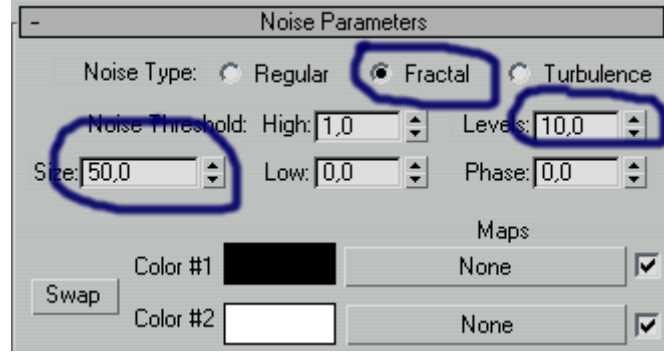 - Noise Parameters
Noise Type: Regular Fractal Turbulence
Noise Threshold: High: 1,0 Levels: 10,0
Size: 50,0 Low: 0,0 Phase: 0,0
Maps
Color #1 None
Swap
Color #2 None